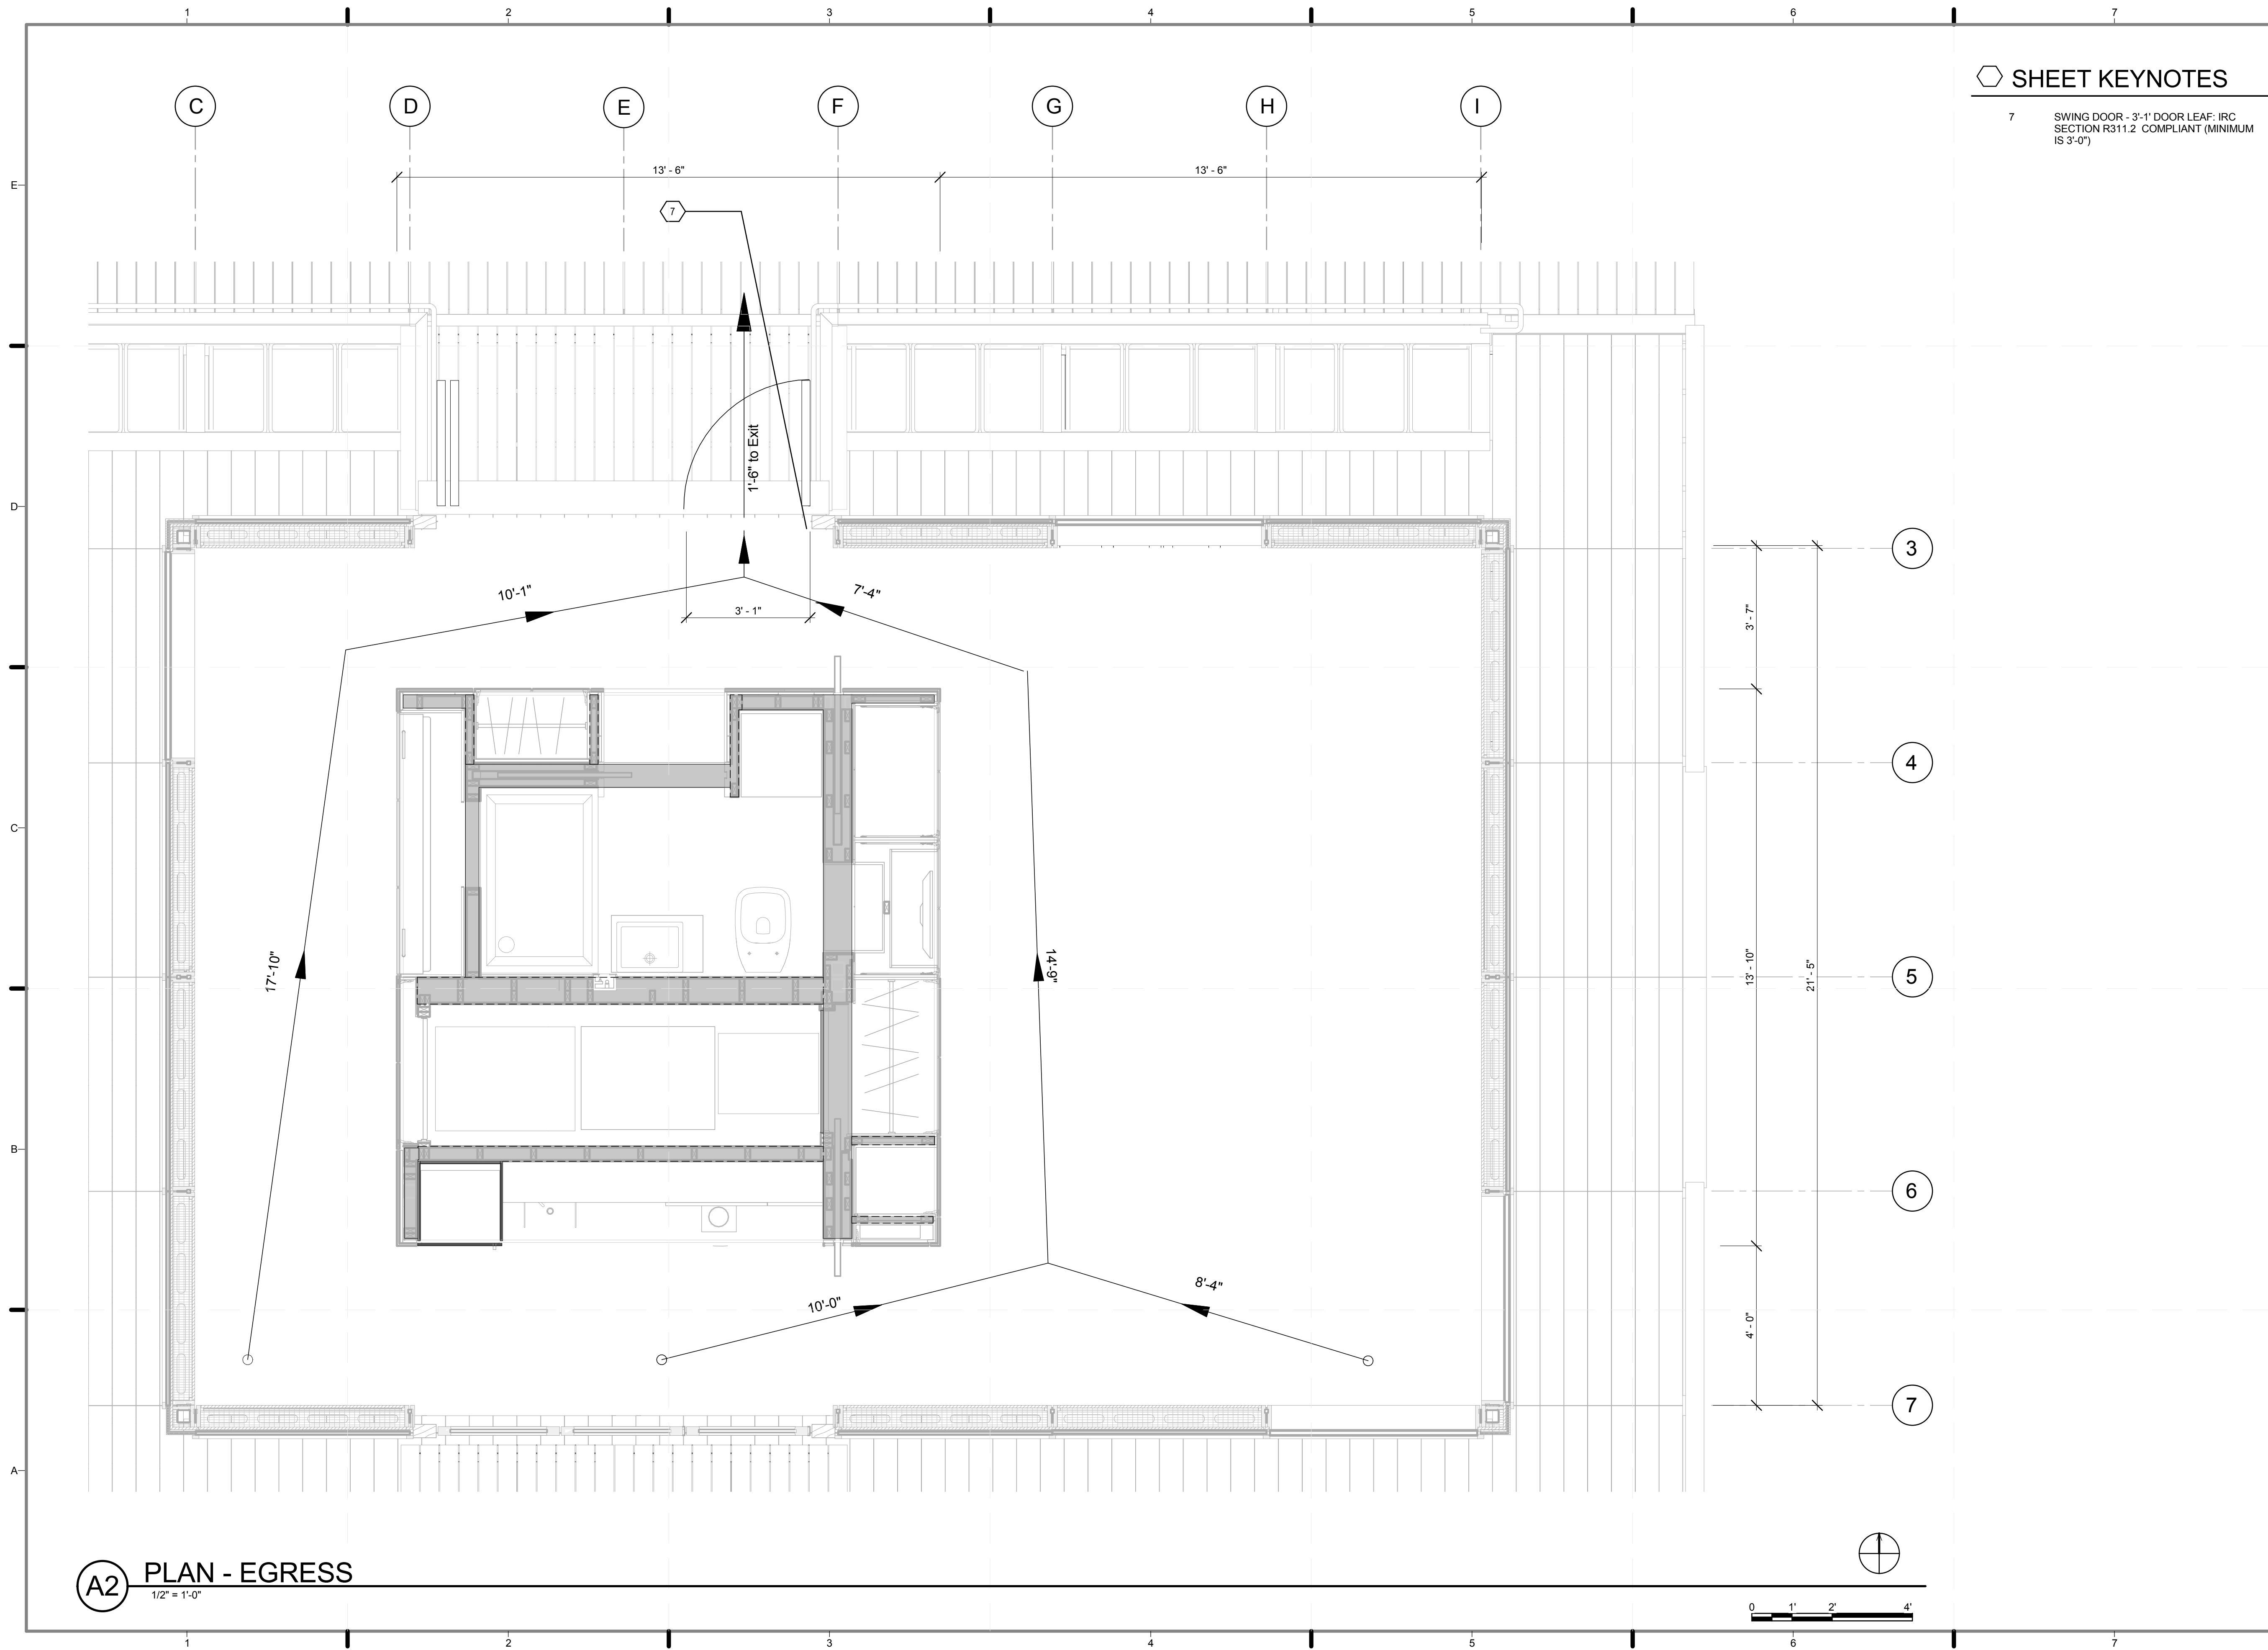 1 2 3 4 5 6 7
SHEET KEYNOTES
C D E F G H I
7 SWING DOOR - 3'-1' DOOR LEAF: IRC
SECTION R311.2 COMPLIANT (MINIMUM
IS 3'-0")
13' - 6" 13' - 6"
E
7
1'-6" to Exit
D
3
10'-1" 7'-4"
3' - 1"
3' - 7"
4
C
17'-10"
14'-9"
13' - 10"
21' - 5"
5
B
6
8'-4"
10'-0"
4' - 0"
7
A
A2 PLAN - EGRESS
1/2" = 1'-0"
0 1' 2' 4'
1 2 3 4 5 6 7